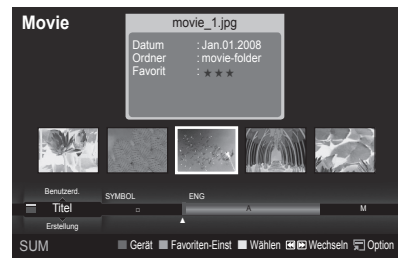 Movie
movie_1.jpg
Datum : Jan.01.2008
Ordner : movie-folder
Favorit : ★ ★ ★
Benutzerd.
SYMBOL ENG
Titel □ A M
Erstellung
SUM Gerät Favoriten-Einst Wählen Wechseln Option